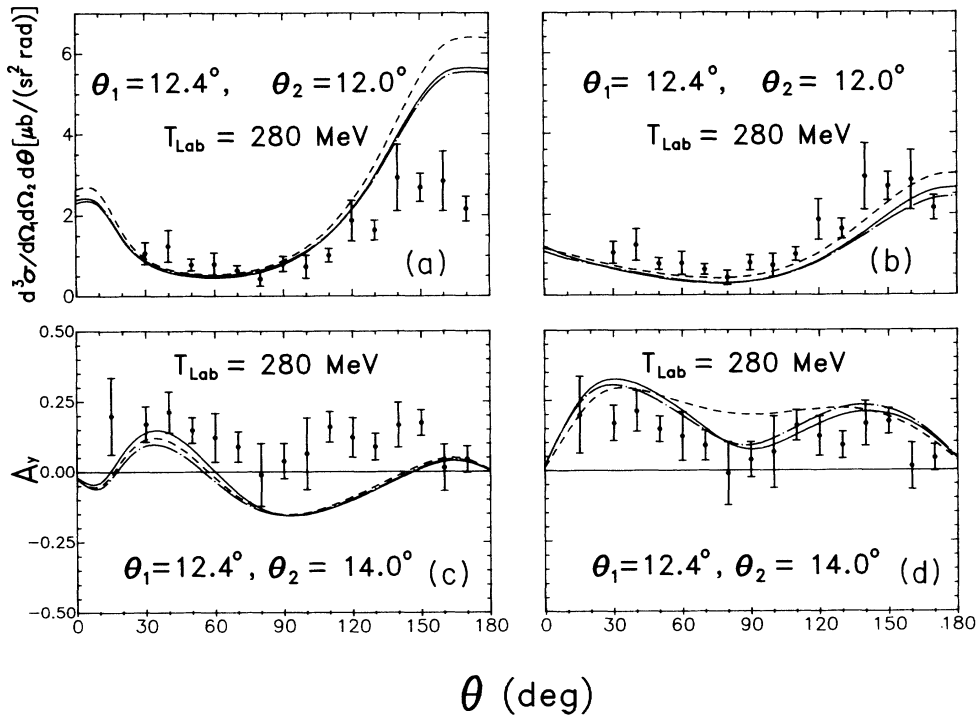 d³σ/dΩ₁dΩ₂dθ[μb/(sr² rad)]
6
4
2
0
θ₁=12.4°, θ₂=12.0°
T_Lab = 280 MeV
(a)
θ₁= 12.4°, θ₂= 12.0°
T_Lab = 280 MeV
(b)
A_y
0.50
0.25
0.00
−0.25
−0.50
T_Lab = 280 MeV
θ₁=12.4°, θ₂ = 14.0°
(c)
T_Lab = 280 MeV
θ₁=12.4°, θ₂= 14.0°
(d)
30 60 90 120 150 180
0 30 60 90 120 150 180
θ (deg)